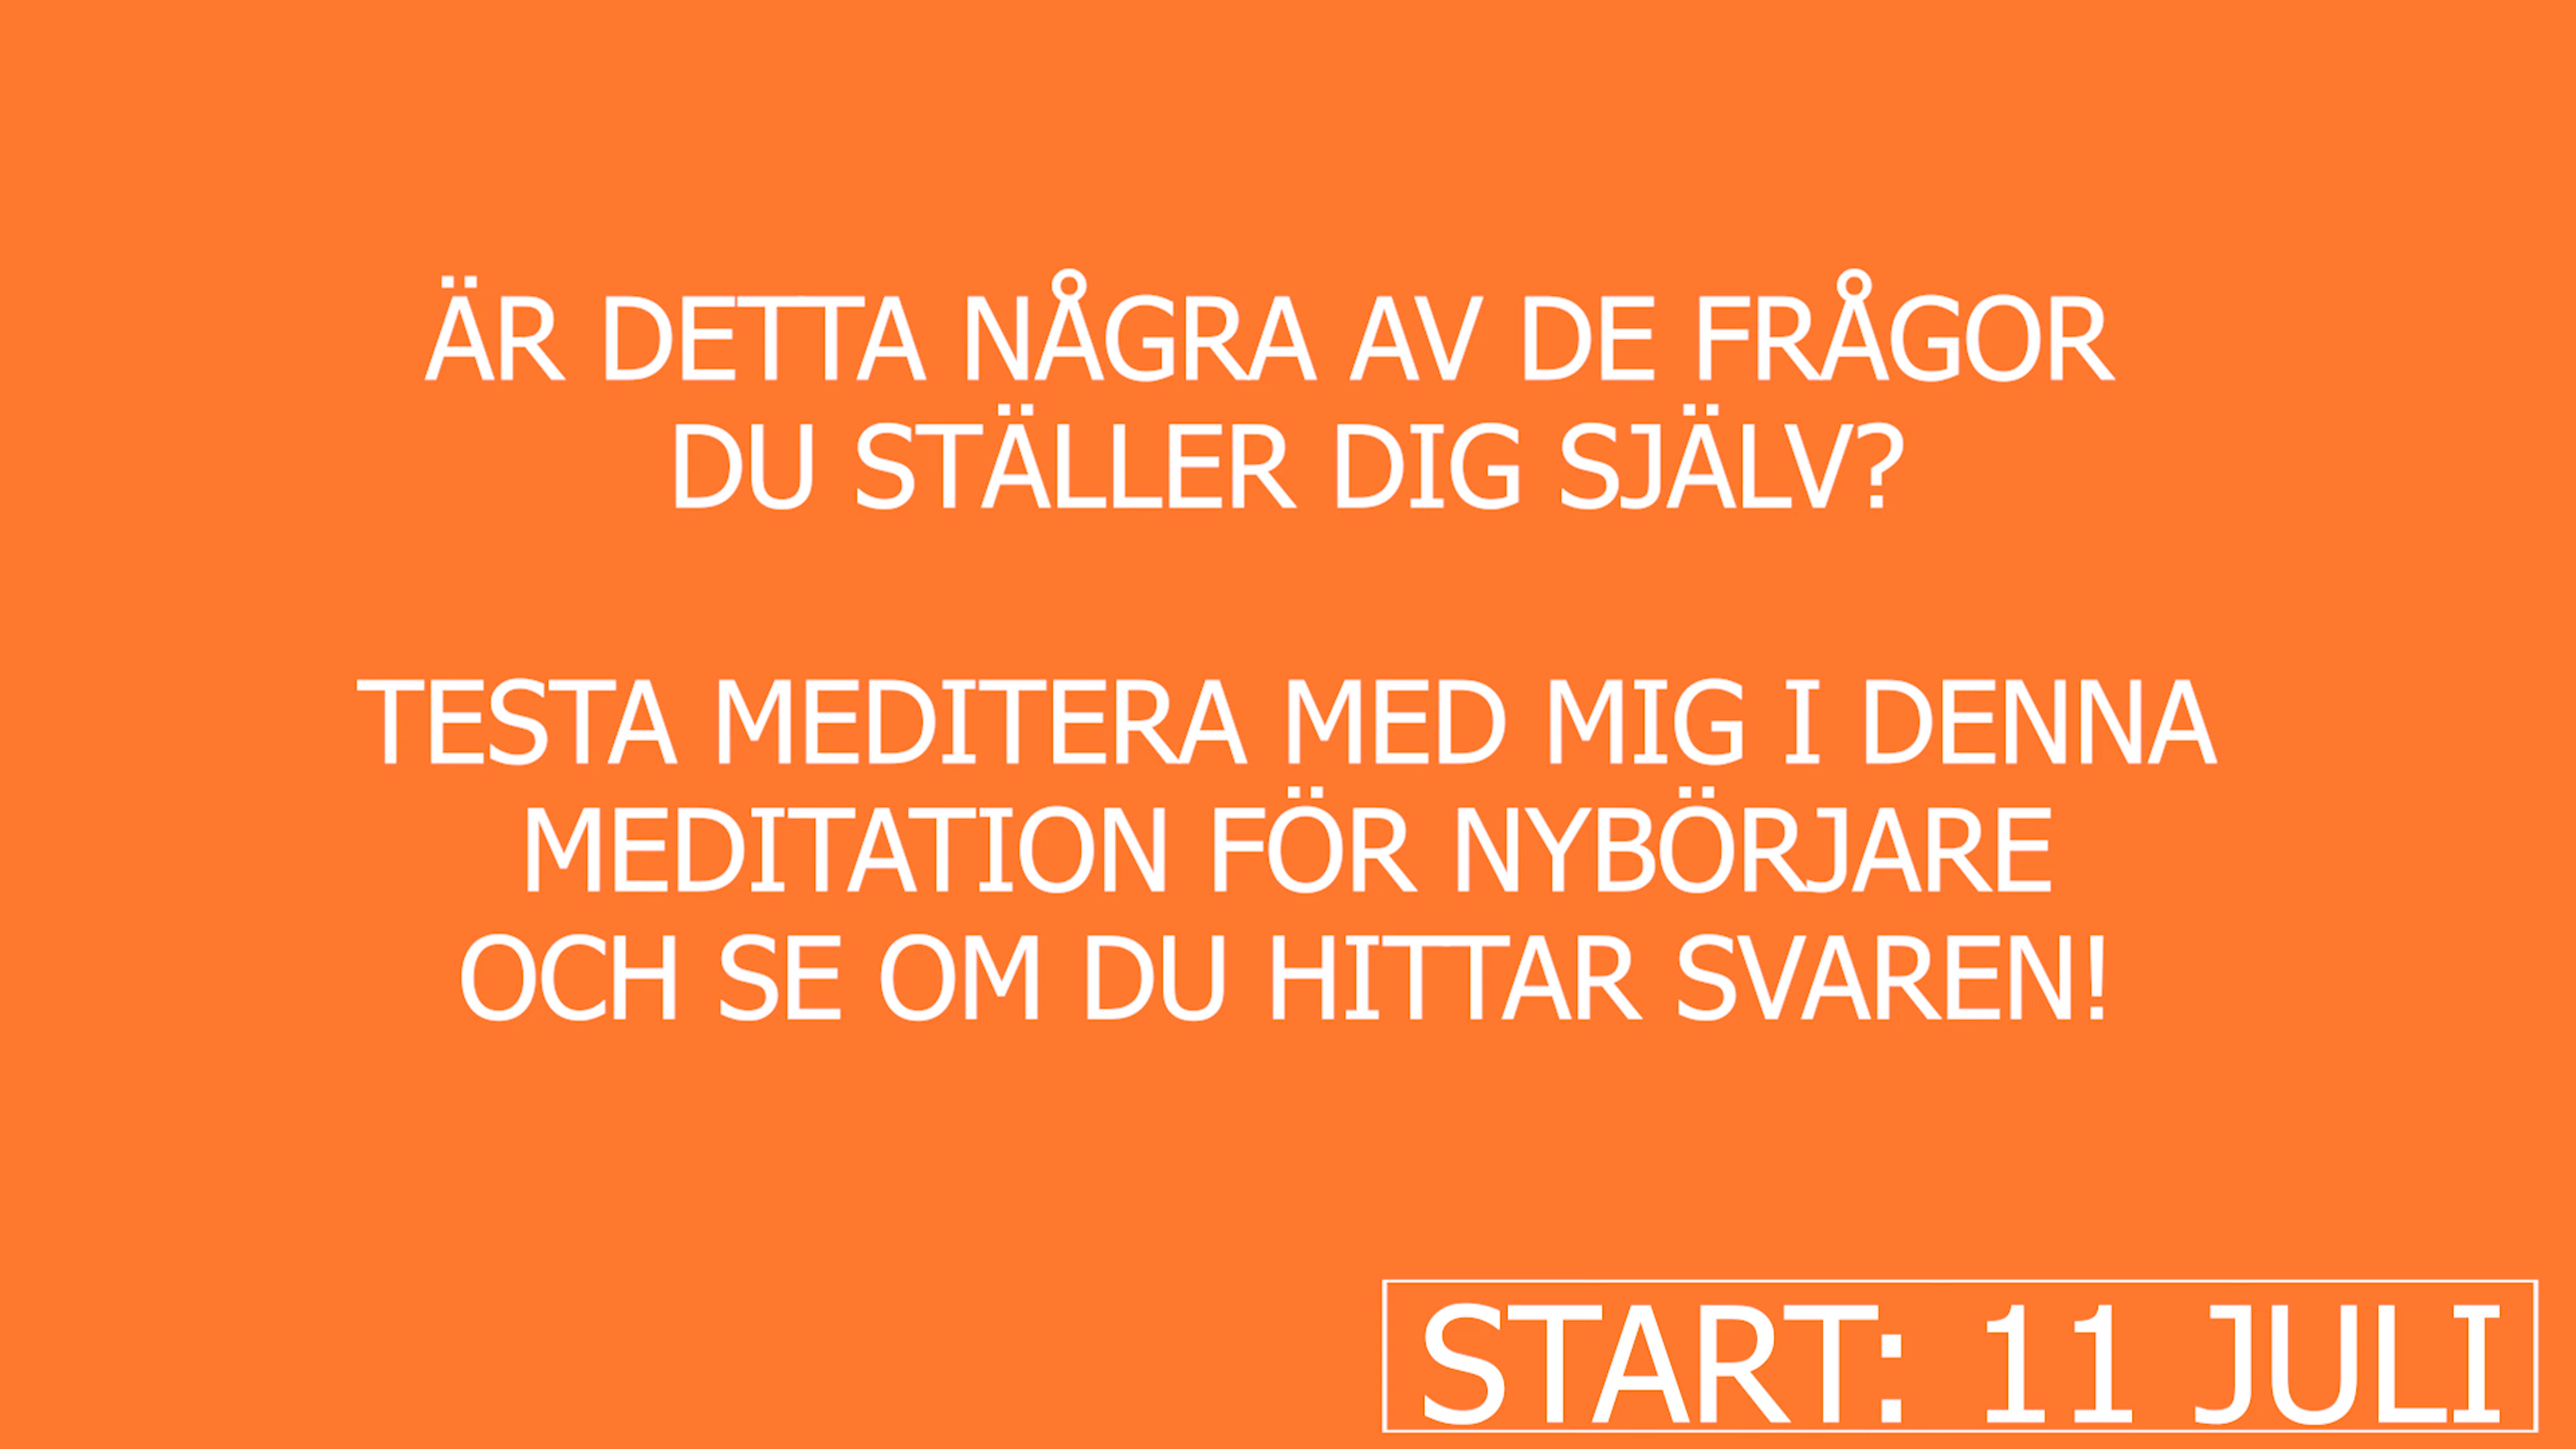 ÄR DETTA NÅGRA AV DE FRÅGOR
DU STÄLLER DIG SJÄLV?
TESTA MEDITERA MED MIG I DENNA
MEDITATION FÖR NYBÖRJARE
OCH SE OM DU HITTAR SVAREN!
START: 11 JULI